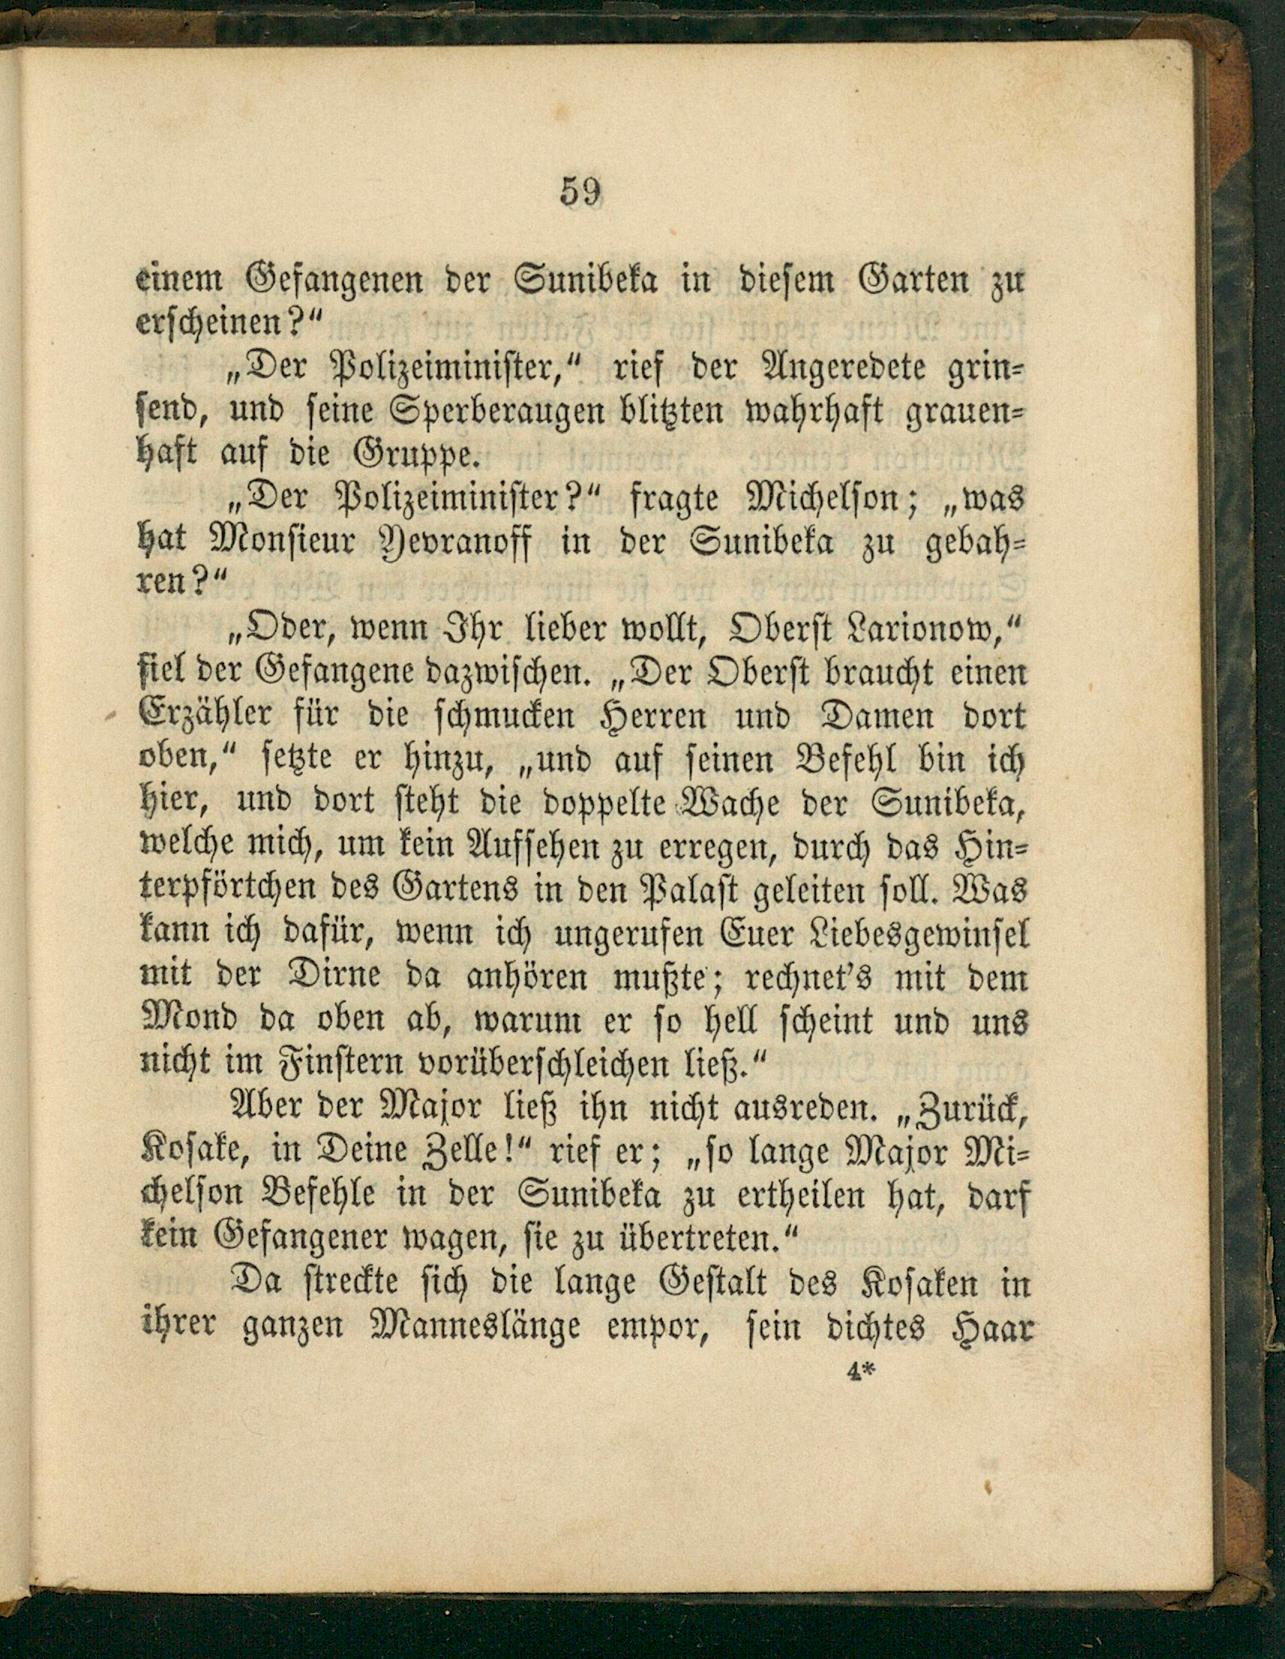 59
einem Gefangenen der Sunibeka in diesem Garten zu
erscheinen?“
„Der Polizeiminister,“ rief der Angeredete grin-
send, und seine Sperberaugen blitzten wahrhaft grauen-
haft auf die Gruppe.
„Der Polizeiminister?“ fragte Michelson; „was
hat Monsieur Yevranoff in der Sunibeka zu gebah-
ren?“
„Oder, wenn Ihr lieber wollt, Oberst Larionow,“
fiel der Gefangene dazwischen. „Der Oberst braucht einen
Erzähler für die schmucken Herren und Damen dort
oben,“ setzte er hinzu, „und auf seinen Befehl bin ich
hier, und dort steht die doppelte Wache der Sunibeka,
welche mich, um kein Aufsehen zu erregen, durch das Hin-
terpförtchen des Gartens in den Palast geleiten soll. Was
kann ich dafür, wenn ich ungerufen Euer Liebesgewinsel
mit der Dirne da anhören mußte; rechnet’s mit dem
Mond da oben ab, warum er so hell scheint und uns
nicht im Finstern vorüberschleichen ließ.“
Aber der Major ließ ihn nicht ausreden. „Zurück,
Kosake, in Deine Zelle!“ rief er; „so lange Major Mi-
chelson Befehle in der Sunibeka zu ertheilen hat, darf
kein Gefangener wagen, sie zu übertreten.“
Da streckte sich die lange Gestalt des Kosaken in
ihrer ganzen Manneslänge empor, sein dichtes Haar
4*